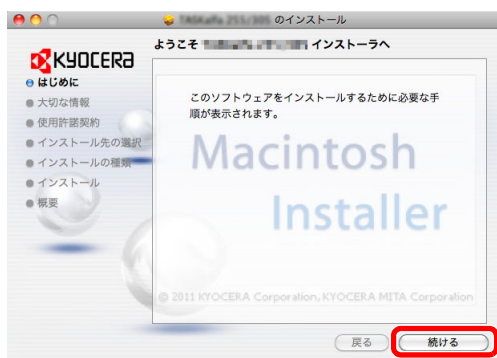 のインストール
ようこそ インストーラへ
KYOCERA
はじめに
大切な情報
使用許諾契約
インストール先の選択
インストールの種類
インストール
概要
このソフトウェアをインストールするために必要な手
順が表示されます。
Macintosh
Installer
© 2011 KYOCERA Corporation, KYOCERA MITA Corporation
戻る
続ける